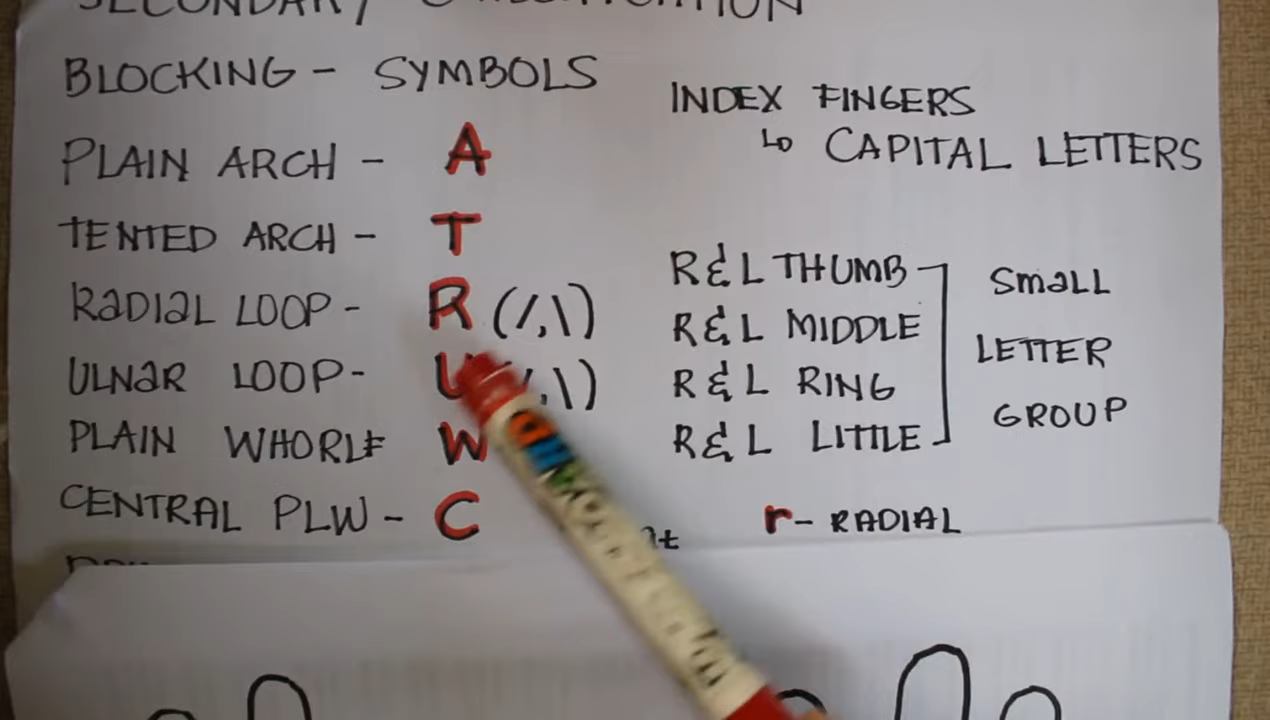 BLOCKING - SYMBOLS
PLAIN ARCH - A
TENTED ARCH - T
RADIAL LOOP - R (/,\)
ULNAR LOOP - U ,\)
PLAIN WHORL W
CENTRAL PLW - C
INDEX FINGERS
↳ CAPITAL LETTERS
R & L THUMB
R & L MIDDLE
R & L RING
R & L LITTLE
SMALL
LETTER
GROUP
r - RADIAL